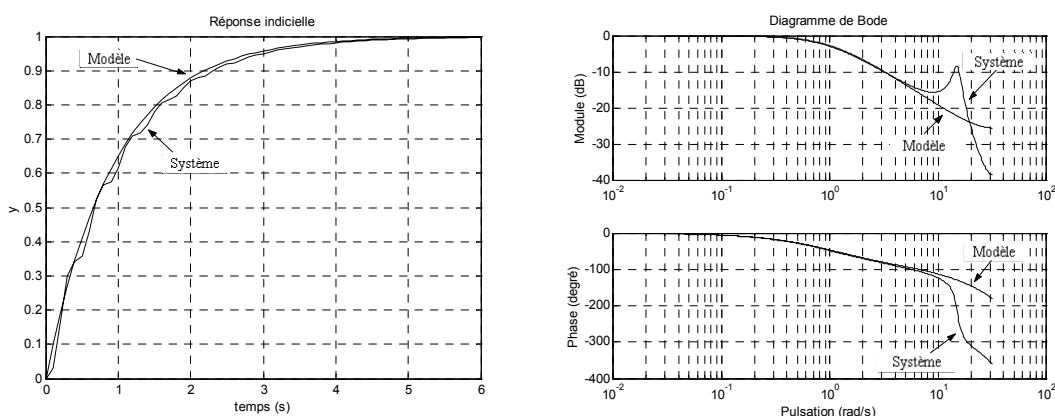 Réponse indicielle
1
0.9
0.8
0.7
0.6
0.5
0.4
0.3
0.2
0.1
0
y
Modèle
Système
0 1 2 3 4 5 6
temps (s)
Diagramme de Bode
0
-10
-20
-30
-40
Module (dB)
Système
Modèle
10-2 10-1 100 101 102
0
-100
-200
-300
-400
Phase (degré)
Modèle
Système
10-2 10-1 100 101 102
Pulsation (rad/s)